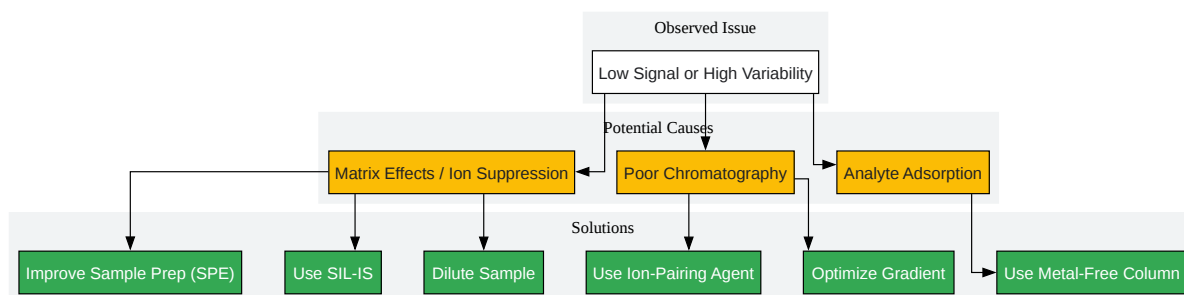 Observed Issue
Low Signal or High Variability
Potential Causes
Matrix Effects / Ion Suppression
Poor Chromatography
Analyte Adsorption
Solutions
Improve Sample Prep (SPE)
Use SIL-IS
Dilute Sample
Use Ion-Pairing Agent
Optimize Gradient
Use Metal-Free Column